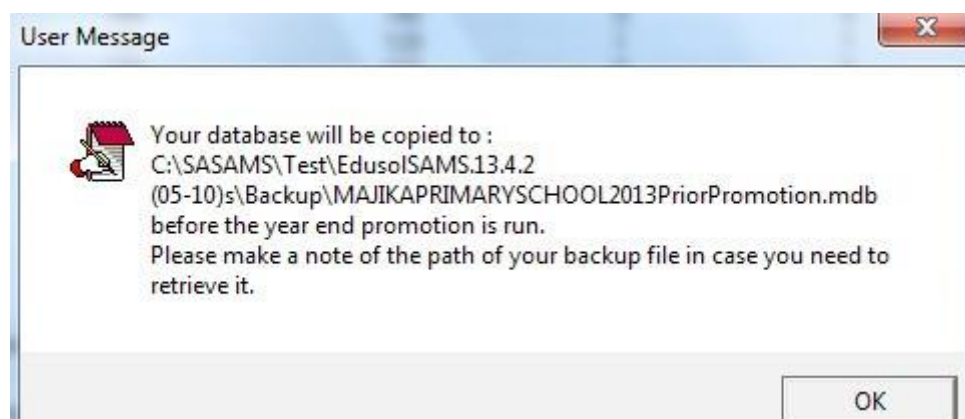 User Message
Your database will be copied to :
C:\SASAMS\Test\EdusolSAMS.13.4.2
(05-10)s\Backup\MAJIKAPRIMARYSCHOOL2013PriorPromotion.mdb
before the year end promotion is run.
Please make a note of the path of your backup file in case you need to
retrieve it.
OK